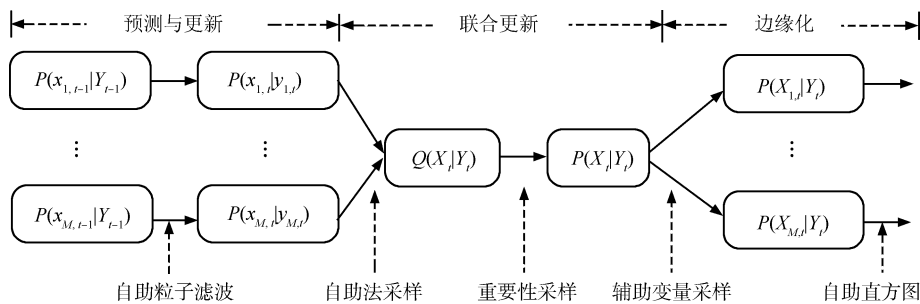 预测与更新 联合更新 边缘化
P(x1, t−1|Yt−1) P(x1, t|y1,t) P(X1,t|Yt)
⋮ ⋮ Q(Xt|Yt) P(Xt|Yt) ⋮
P(xM, t−1|Yt−1) P(xM, t|yM,t) P(XM,t|Yt)
自助粒子滤波 自助法采样 重要性采样 辅助变量采样 自助直方图